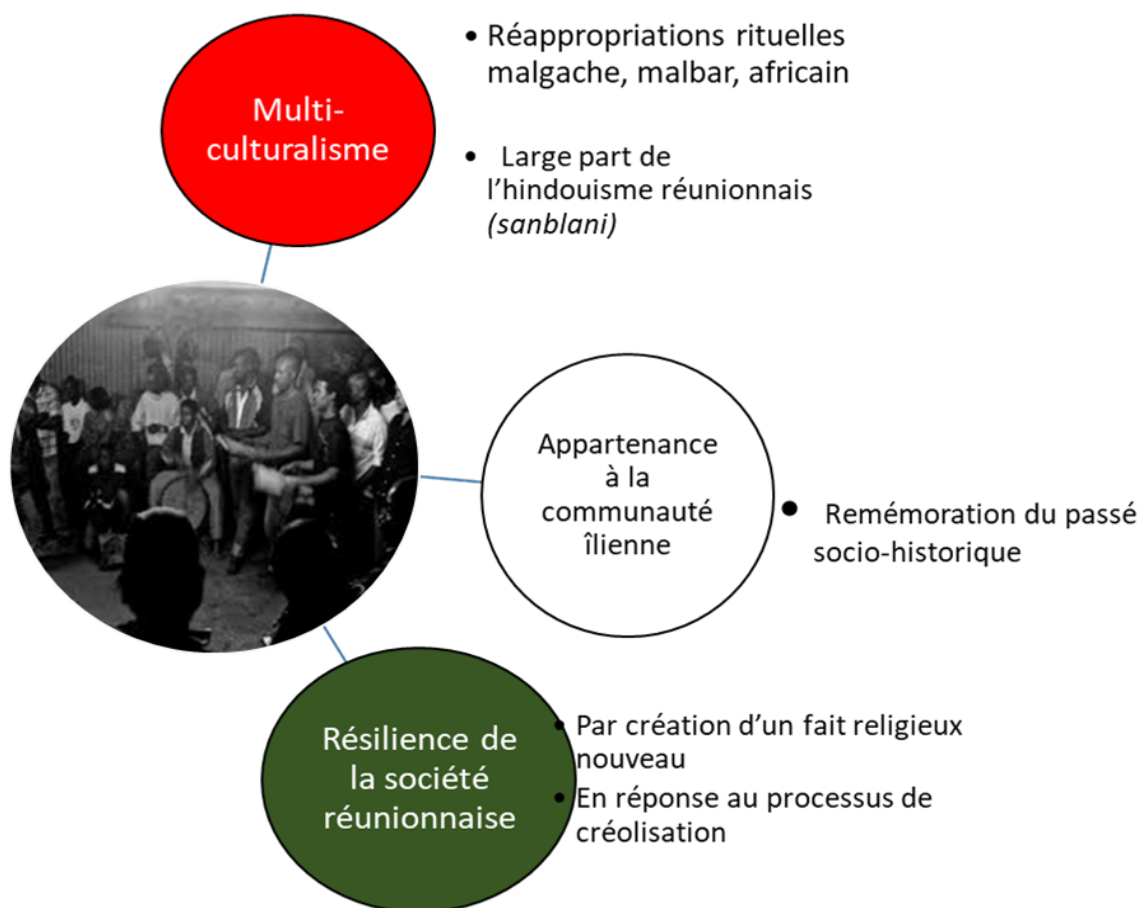 Multi-
culturalisme
• Réappropriations rituelles
malgache, malbar, africain
• Large part de
l’hindouisme réunionnais
(sanblani)
Appartenance
à la
communauté
îlienne
• Remémoration du passé
socio-historique
Résilience de
la société
réunionnaise
• Par création d’un fait religieux
nouveau
• En réponse au processus de
créolisation